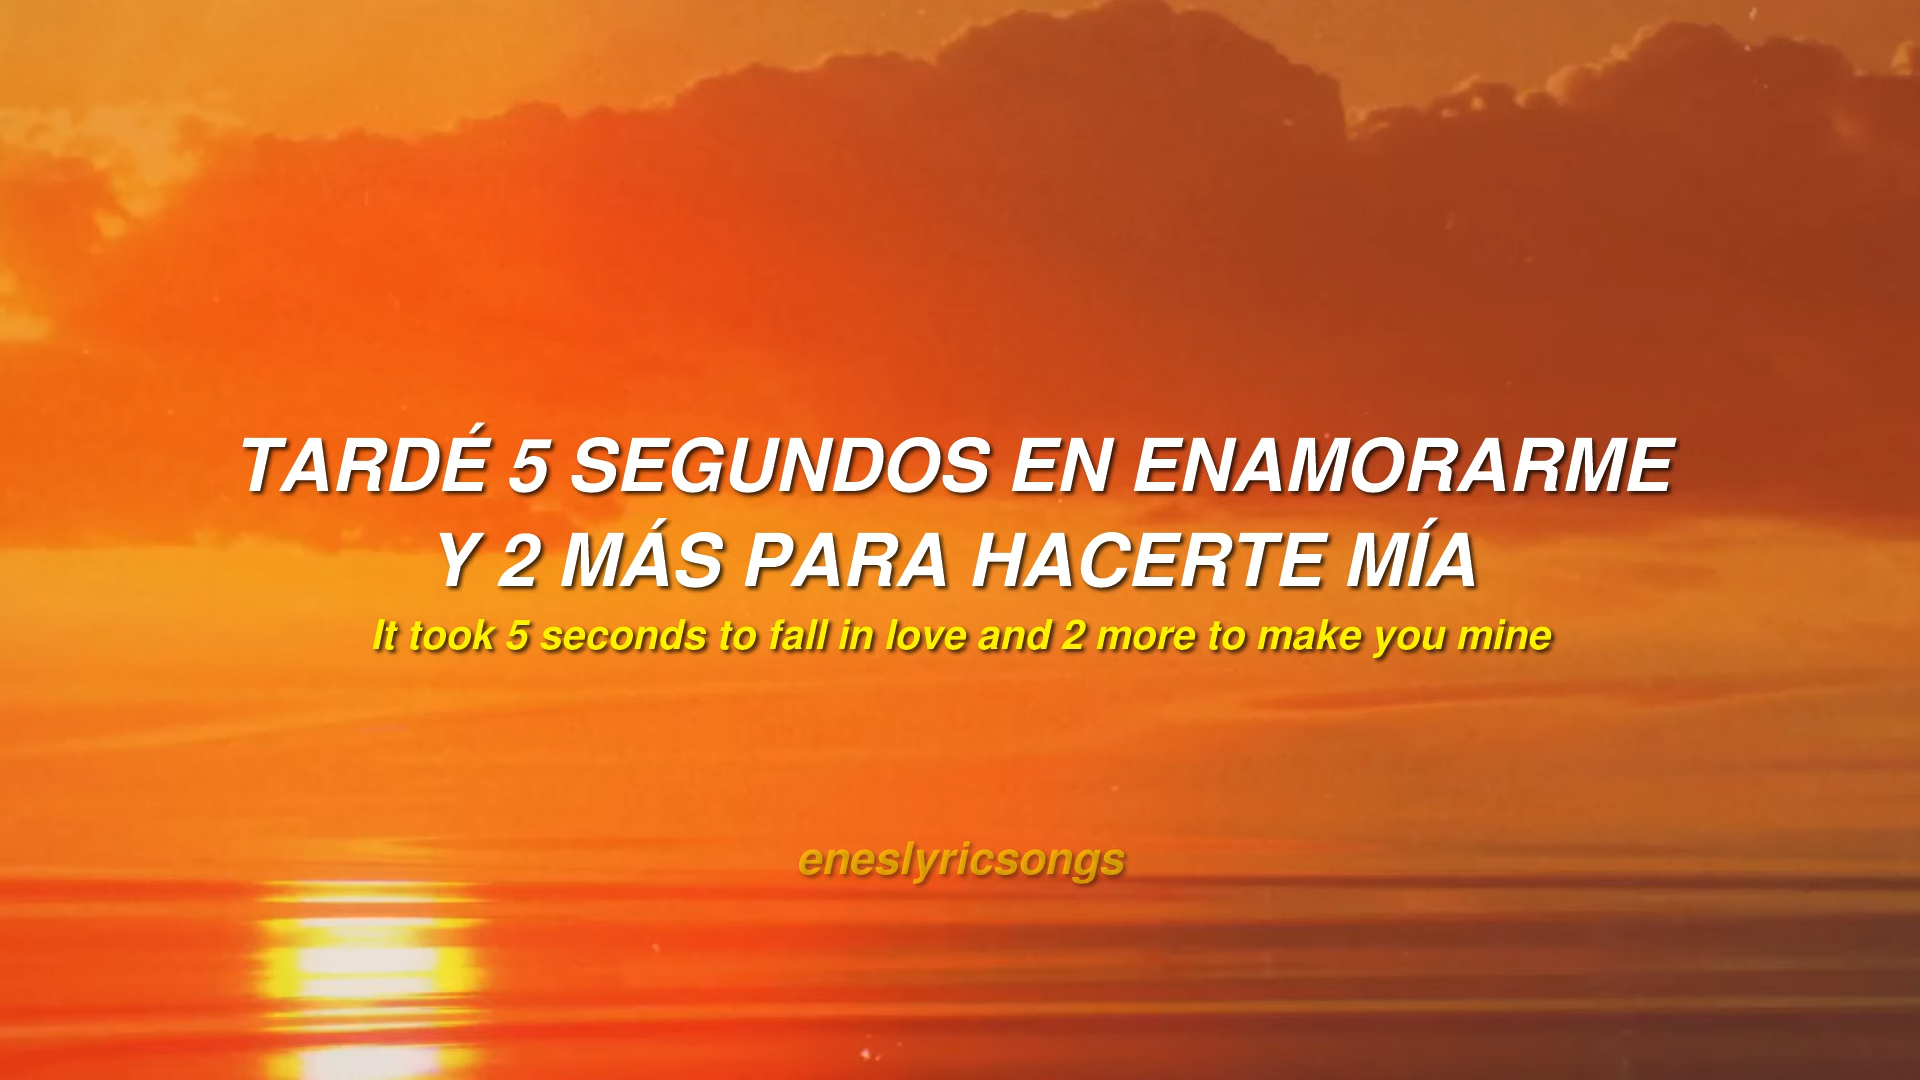 TARDÉ 5 SEGUNDOS EN ENAMORARME
Y 2 MÁS PARA HACERTE MÍA
It took 5 seconds to fall in love and 2 more to make you mine
eneslyricsongs